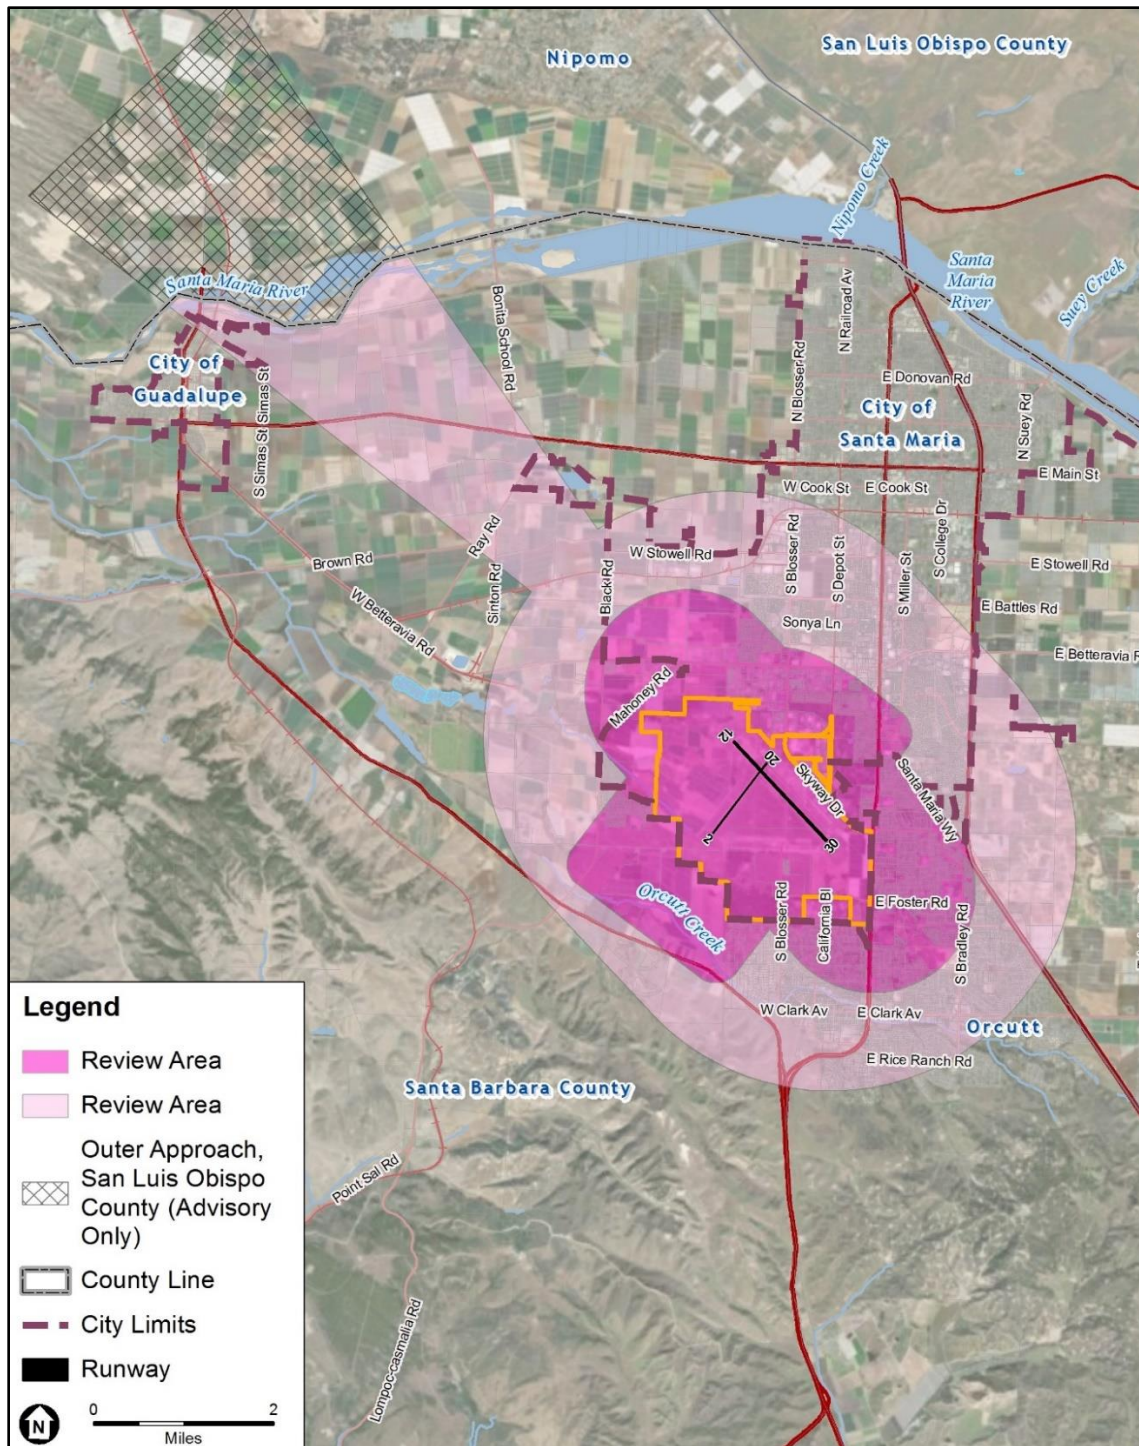 San Luis Obispo County
Nipomo
Nipomo Creek
Santa Maria River
Santa
Maria
River
Suey Creek
Bonita School Rd
N Railroad Av
N Blosser Rd
City of
Guadalupe
S Simas St
Simas St
E Donovan Rd
City of
Santa Maria
N Suey Rd
E Main St
W Cook St
E Cook St
S College Dr
Ray Rd
W Stowell Rd
S Blosser Rd
S Depot St
S Miller St
E Stowell Rd
Brown Rd
Sinton Rd
Black Rd
E Battles Rd
W Betteravia Rd
Sonya Ln
E Betteravia R
Mahoney Rd
12
20
Skyway Dr
Santa Maria Wy
2
30
Orcutt Creek
S Blosser Rd
California Bl
E Foster Rd
S Bradley Rd
W Clark Av
E Clark Av
Orcutt
E Rice Ranch Rd
Santa Barbara County
Point Sal Rd
Lompoc-casmalia Rd
Legend
Review Area
Review Area
Outer Approach,
San Luis Obispo
County (Advisory
Only)
County Line
City Limits
Runway
N
0
2
Miles